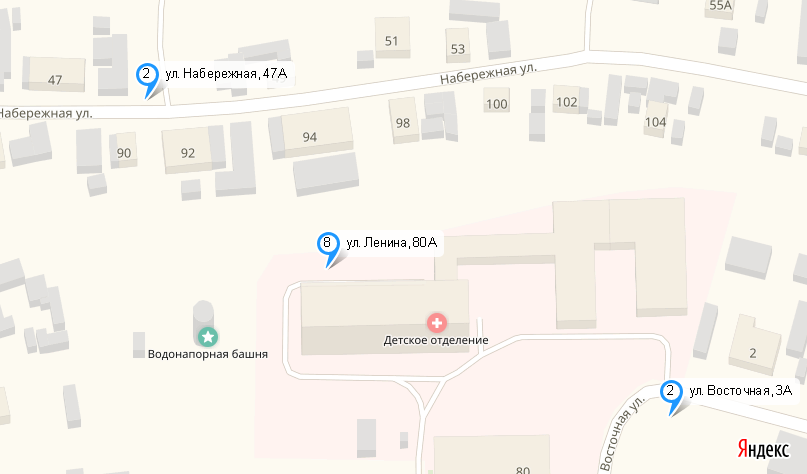 55А
51
53
47
2 ул. Набережная, 47А
Набережная ул.
100
102
Набережная ул.
98
104
94
90
92
8 ул. Ленина, 80А
Детское отделение
Водонапорная башня
2
2 ул. Восточная, 3А
Восточная ул.
Яндекс
80